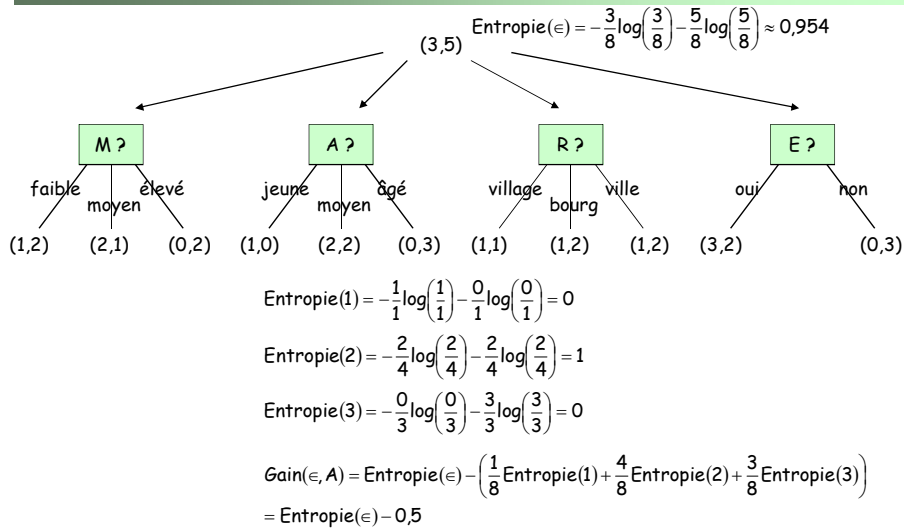 Entropie(∈) = −3/8 log(3/8) − 5/8 log(5/8) ≈ 0,954
(3,5)
M ? A ? R ? E ?
faible moyen élevé jeune moyen âgé village bourg ville oui non
(1,2) (2,1) (0,2) (1,0) (2,2) (0,3) (1,1) (1,2) (1,2) (3,2) (0,3)
Entropie(1) = −1/1 log(1/1) − 0/1 log(0/1) = 0
Entropie(2) = −2/4 log(2/4) − 2/4 log(2/4) = 1
Entropie(3) = −0/3 log(0/3) − 3/3 log(3/3) = 0
Gain(∈, A) = Entropie(∈) − (1/8 Entropie(1) + 4/8 Entropie(2) + 3/8 Entropie(3))
= Entropie(∈) − 0,5